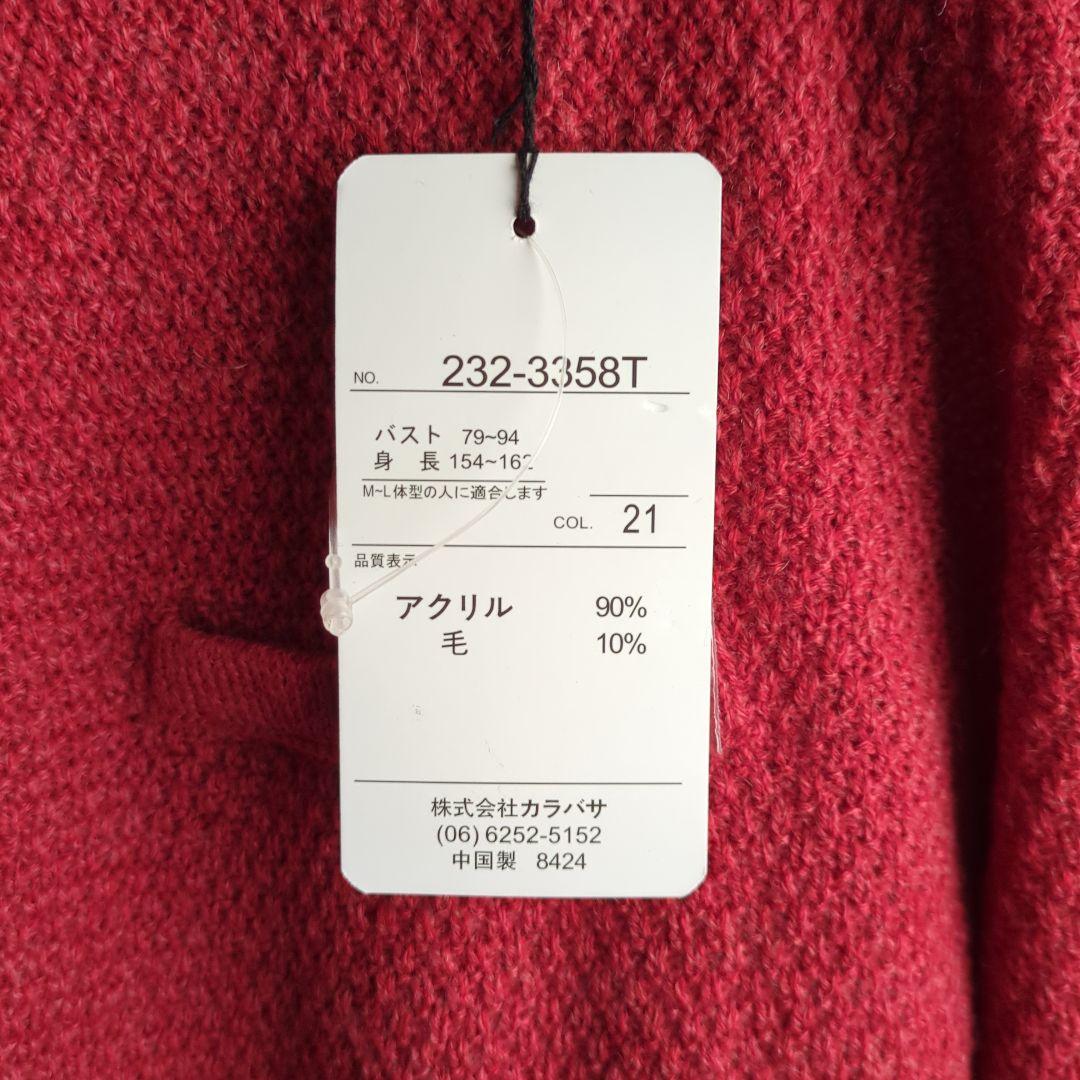 NO. 232-3358T
バスト 79~94
身 長 154~162
M~L体型の人に適合します
COL. 21
品質表示
アクリル 90%
毛 10%
株式会社カラバサ
(06) 6252-5152
中国製 8424